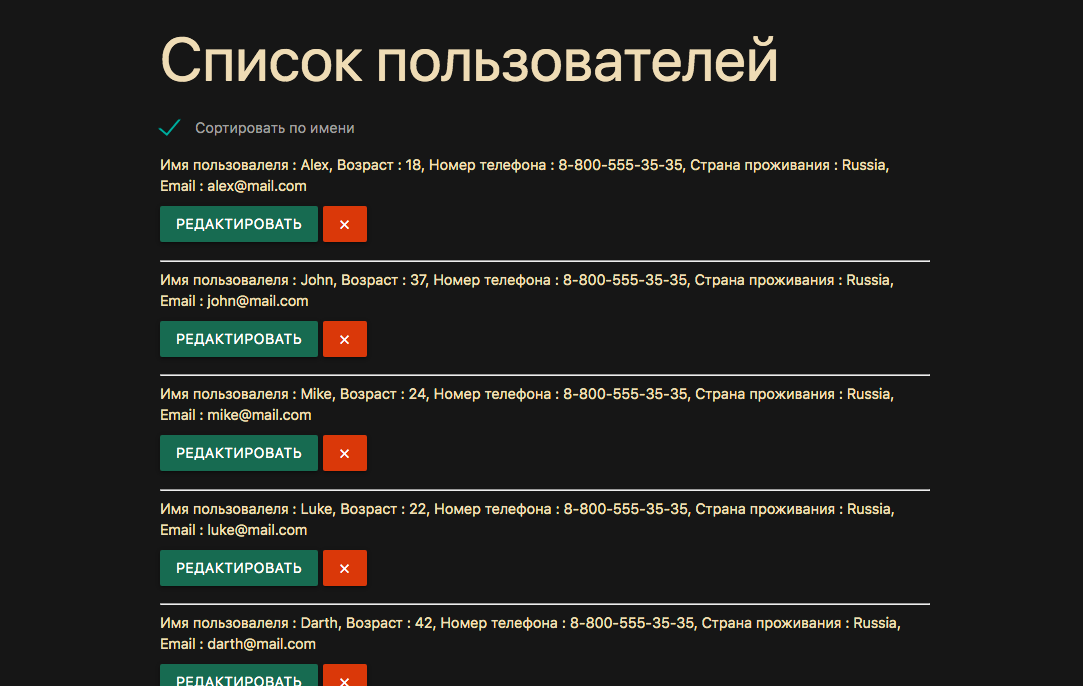 Список пользователей
Сортировать по имени
Имя пользовалеля : Alex, Возраст : 18, Номер телефона : 8-800-555-35-35, Страна проживания : Russia,
Email : alex@mail.com
РЕДАКТИРОВАТЬ ×
Имя пользовалеля : John, Возраст : 37, Номер телефона : 8-800-555-35-35, Страна проживания : Russia,
Email : john@mail.com
РЕДАКТИРОВАТЬ ×
Имя пользовалеля : Mike, Возраст : 24, Номер телефона : 8-800-555-35-35, Страна проживания : Russia,
Email : mike@mail.com
РЕДАКТИРОВАТЬ ×
Имя пользовалеля : Luke, Возраст : 22, Номер телефона : 8-800-555-35-35, Страна проживания : Russia,
Email : luke@mail.com
РЕДАКТИРОВАТЬ ×
Имя пользовалеля : Darth, Возраст : 42, Номер телефона : 8-800-555-35-35, Страна проживания : Russia,
Email : darth@mail.com
РЕДАКТИРОВАТЬ ×